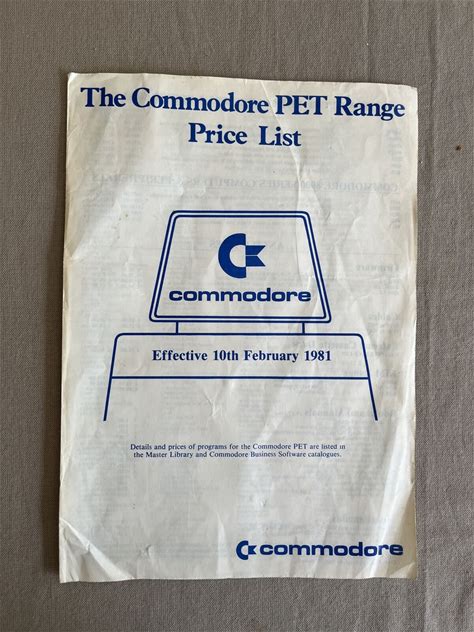 The Commodore PET Range
Price List
commodore
Effective 10th February 1981
Details and prices of programs for the Commodore PET are listed in
the Master Library and Commodore Business Software catalogues.
commodore